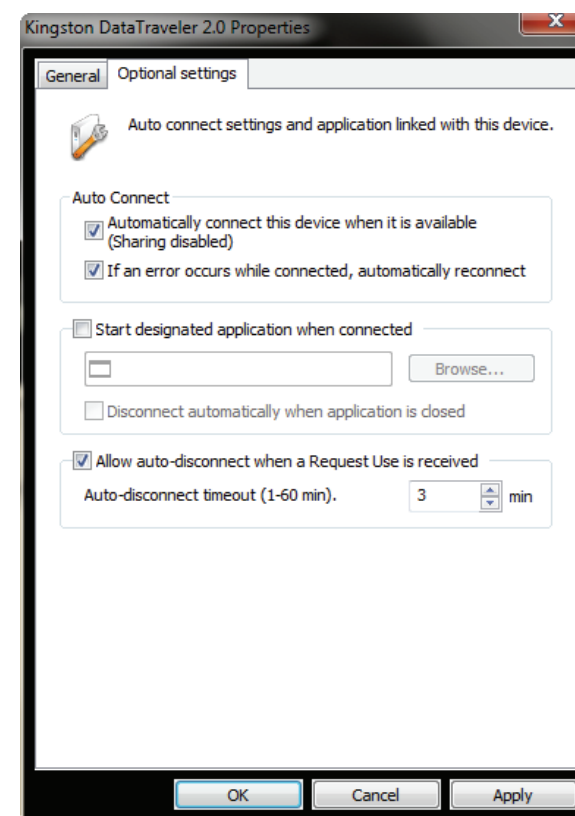 Kingston DataTraveler 2.0 Properties
General
Optional settings
Auto connect settings and application linked with this device.
Auto Connect
Automatically connect this device when it is available
(Sharing disabled)
If an error occurs while connected, automatically reconnect
Start designated application when connected
Browse...
Disconnect automatically when application is closed
Allow auto-disconnect when a Request Use is received
Auto-disconnect timeout (1-60 min).
3
min
OK
Cancel
Apply